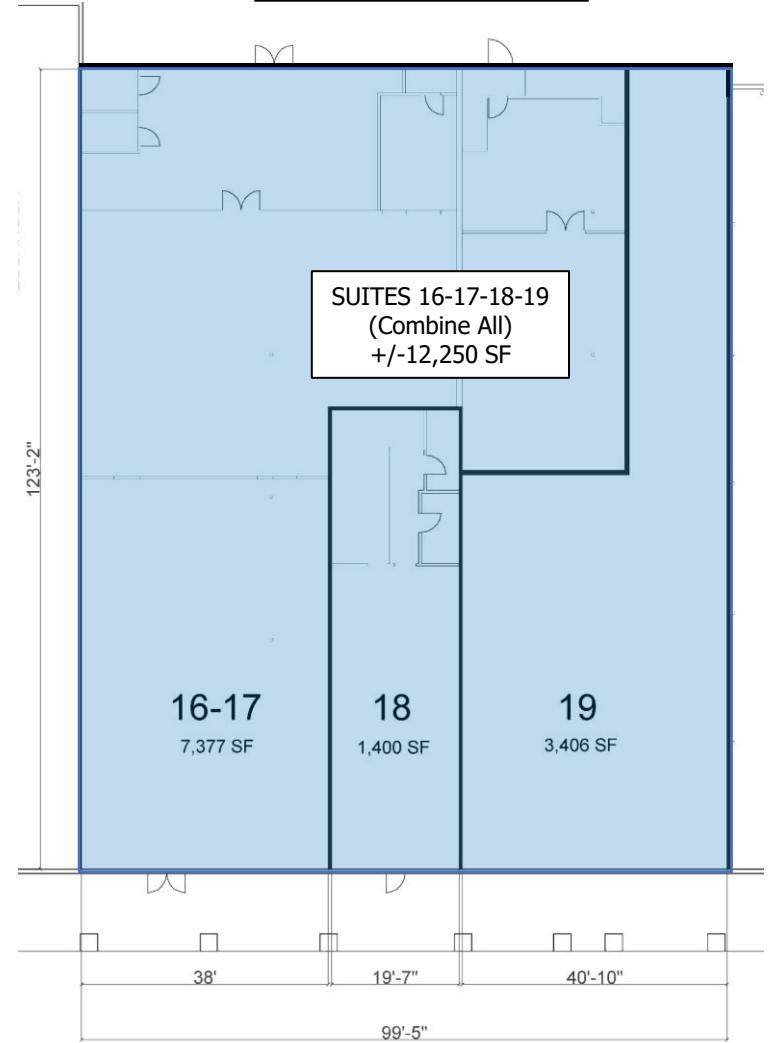 SUITES 16-17-18-19
(Combine All)
+/-12,250 SF
123'-2"
16-17
7,377 SF
18
1,400 SF
19
3,406 SF
38'
19'-7"
40'-10"
99'-5"